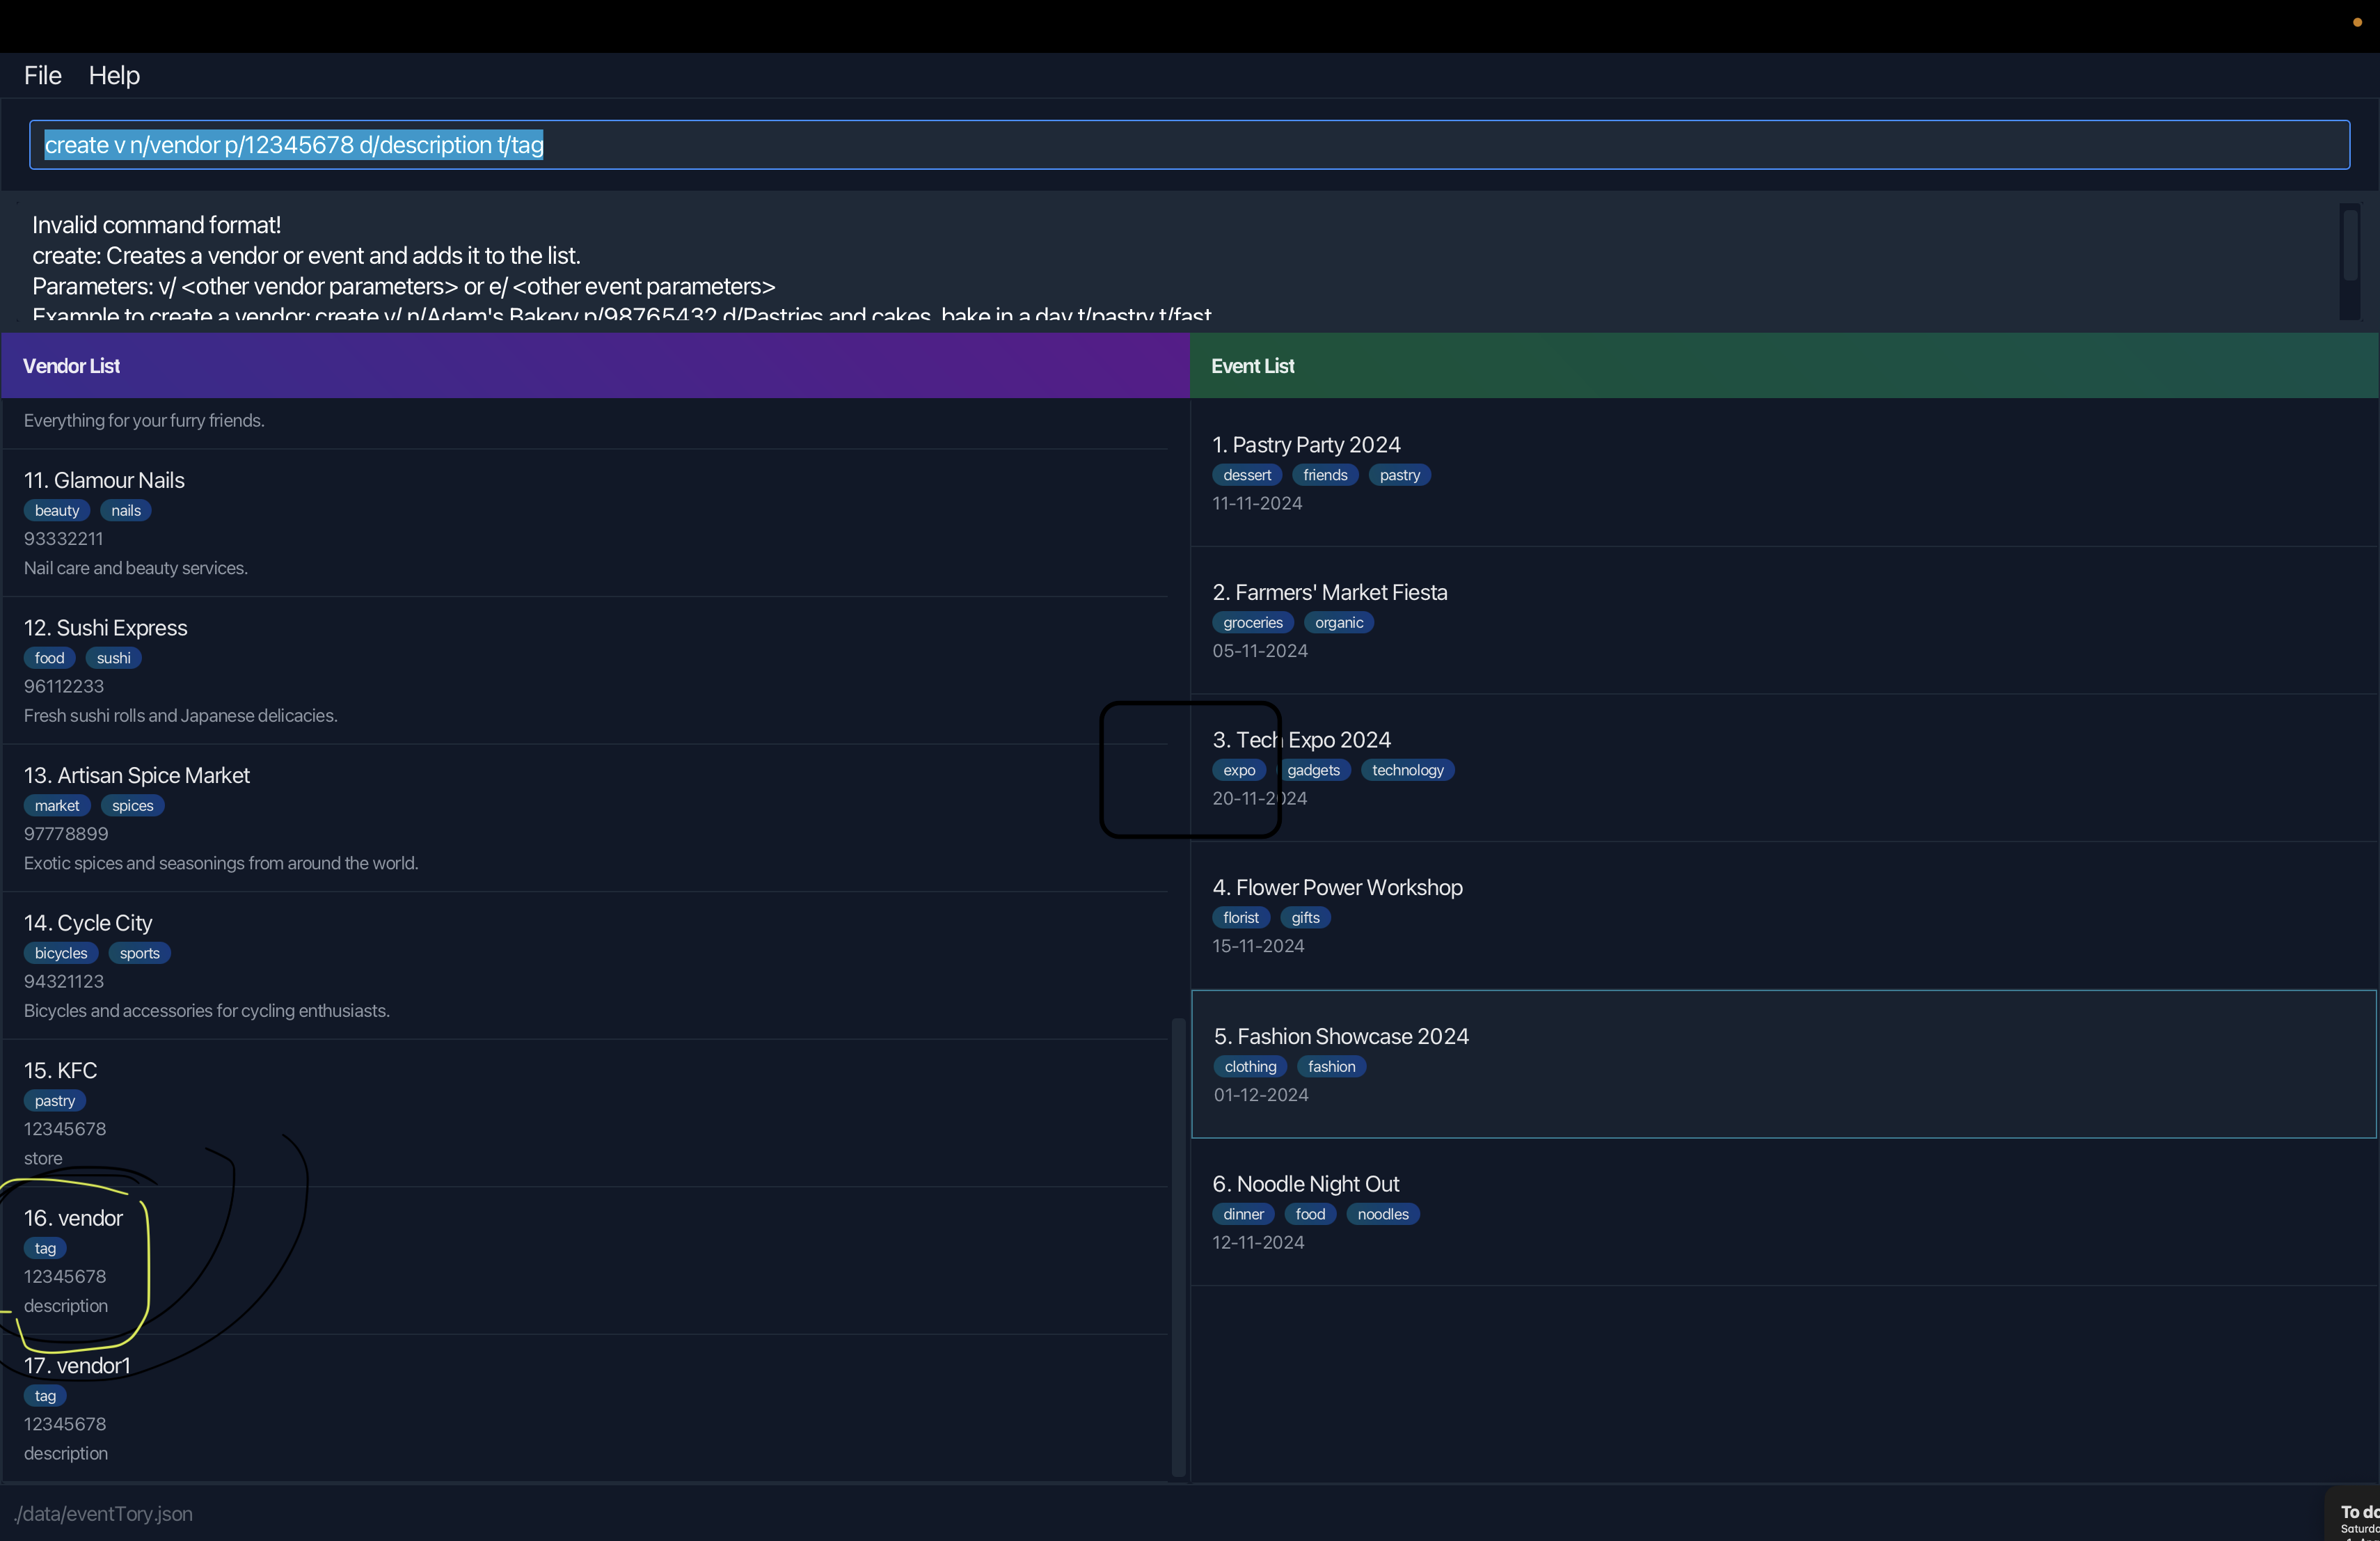 File Help
create v n/vendor p/12345678 d/description t/tag
Invalid command format!
create: Creates a vendor or event and adds it to the list.
Parameters: v/ <other vendor parameters> or e/ <other event parameters>
Example to create a vendor: create v/ n/Adam's Bakery p/98765432 d/Pastries and cakes, bake in a day t/pastry t/fast
Vendor List
Everything for your furry friends.
11. Glamour Nails
beauty nails
93332211
Nail care and beauty services.
12. Sushi Express
food sushi
96112233
Fresh sushi rolls and Japanese delicacies.
13. Artisan Spice Market
market spices
97778899
Exotic spices and seasonings from around the world.
14. Cycle City
bicycles sports
94321123
Bicycles and accessories for cycling enthusiasts.
15. KFC
pastry
12345678
store
16. vendor
tag
12345678
description
17. vendor1
tag
12345678
description
Event List
1. Pastry Party 2024
dessert friends pastry
11-11-2024
2. Farmers' Market Fiesta
groceries organic
05-11-2024
3. Tech Expo 2024
expo gadgets technology
20-11-2024
4. Flower Power Workshop
florist gifts
15-11-2024
5. Fashion Showcase 2024
clothing fashion
01-12-2024
6. Noodle Night Out
dinner food noodles
12-11-2024
./data/eventTory.json
To do